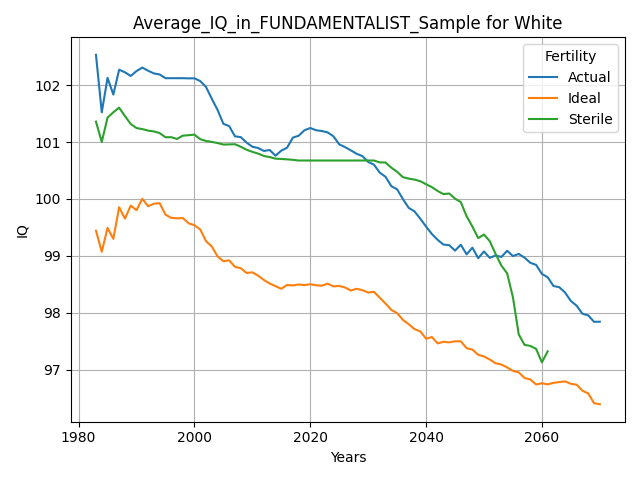 Average_IQ_in_FUNDAMENTALIST_Sample for White
Fertility
Actual
Ideal
Sterile
IQ
102
101
100
99
98
97
1980
2000
2020
2040
2060
Years